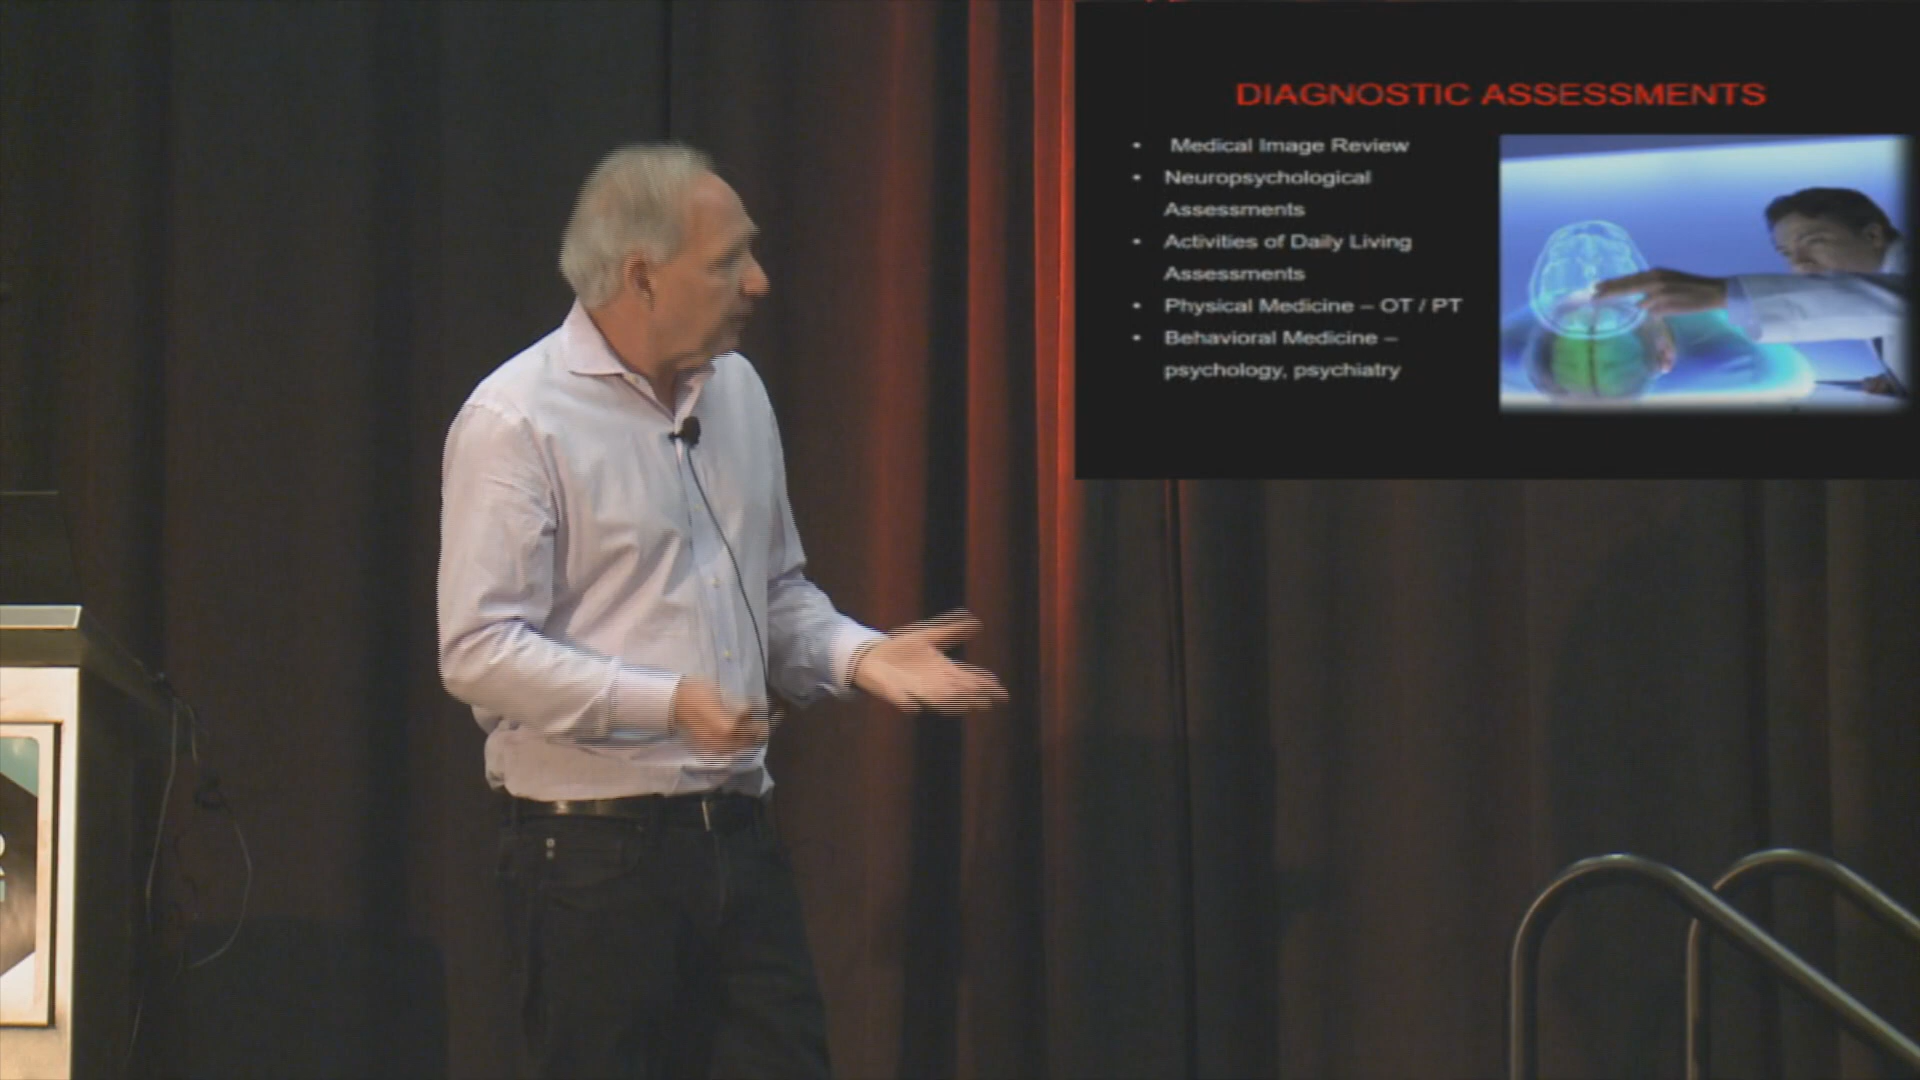 DIAGNOSTIC ASSESSMENTS
• Medical Image Review
• Neuropsychological
Assessments
• Activities of Daily Living
Assessments
• Physical Medicine – OT / PT
• Behavioral Medicine –
psychology, psychiatry